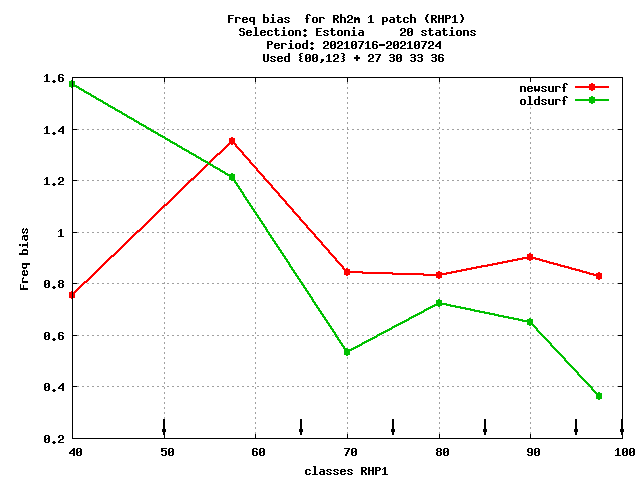 Freq bias  for Rh2m 1 patch (RHP1)
Selection: Estonia     20 stations
Period: 20210716-20210724
Used {00,12} + 27 30 33 36
newsurf
oldsurf
1.6
1.4
1.2
1
0.8
0.6
0.4
0.2
Freq bias
40 50 60 70 80 90 100
classes RHP1